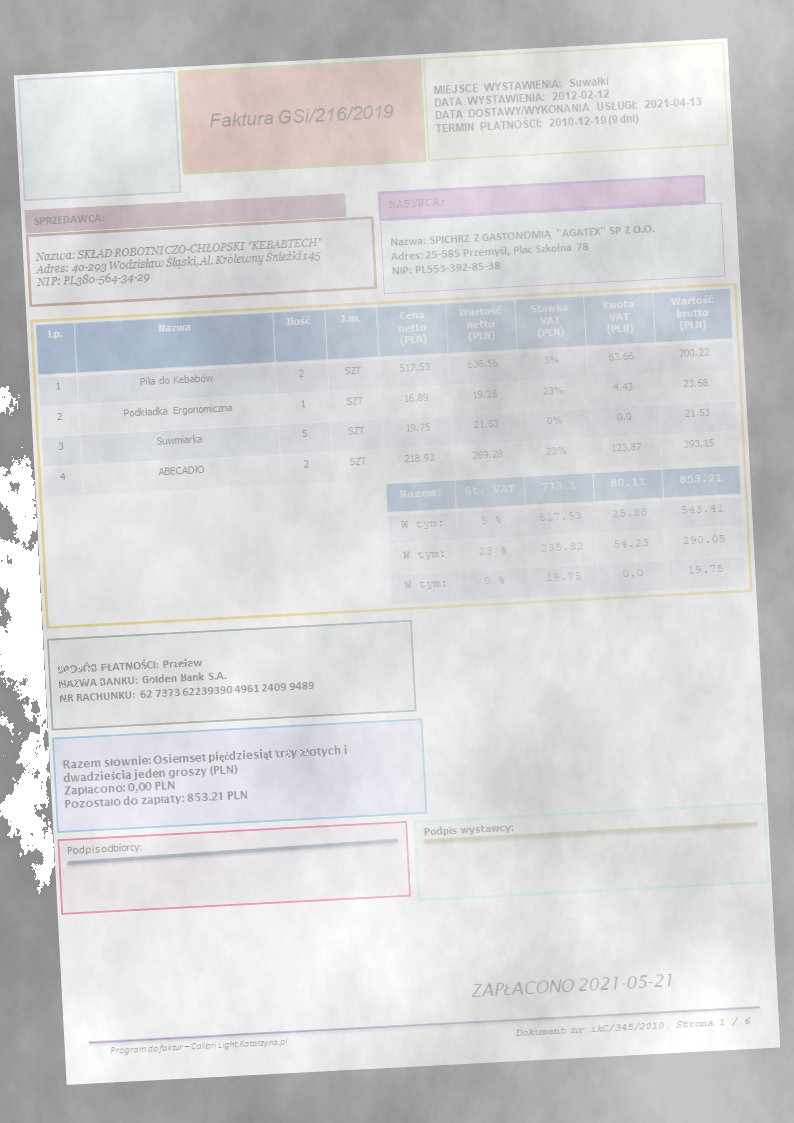 Faktura GSi/216/2019
MIEJSCE WYSTAWIENIA: Suwałki
DATA WYSTAWIENIA: 2012-02-12
DATA DOSTAWY/WYKONANIA USŁUGI: 2021-04-13
TERMIN PŁATNOŚCI: 2010-12-19 (9 dni)
SPRZEDAWCA:
Nazwa: SKŁAD ROBOTNICZO-CHŁOPSKI "KEBABTECH"
Adres: 40-293 Wodzisław Śląski, Al. Królewny Śnieżki 145
NIP: PL380-564-34-29
NABYWCA:
Nazwa: SPICHRZ Z GASTONOMIĄ "AGATEX" SP Z O.O.
Adres: 25-585 Przemyśl, Plac Szkolna 78
NIP: PL553-392-85-38
Lp. Nazwa Ilość J.m. Cena netto (PLN) Wartość netto (PLN) Stawka VAT (PLN) Kwota VAT (PLN) Wartość brutto (PLN)
1 Piła do Kebabów 2 SZT 517.53 636.56 5% 63.66 700.22
2 Podkładka Ergonomiczna 1 SZT 16.89 19.25 23% 4.43 23.68
3 Suwmiarka 5 SZT 19.75 21.53 0% 0.0 21.53
4 ABECADŁO 2 SZT 218.93 269.28 23% 123.87 393.15
Razem: St. VAT 773.1 80.11 853.21
W tym: 5 % 517.53 25.88 543.41
W tym: 23 % 235.82 54.23 290.05
W tym: 0 % 19.75 0.0 19.75
SPOSÓB PŁATNOŚCI: Przelew
NAZWA BANKU: Golden Bank S.A.
NR RACHUNKU: 62 7373 62239390 4961 2409 9489
Razem słownie: Osiemset pięćdziesiąt trzy złotych i
dwadzieścia jeden groszy (PLN)
Zapłacono: 0,00 PLN
Pozostało do zapłaty: 853.21 PLN
Podpis odbiorcy:
Podpis wystawcy:
ZAPŁACONO 2021-05-21
Program do faktur – Calibri Light.Katarzyna.pl
Dokument nr ikC/345/2010. Strona 1 / 6